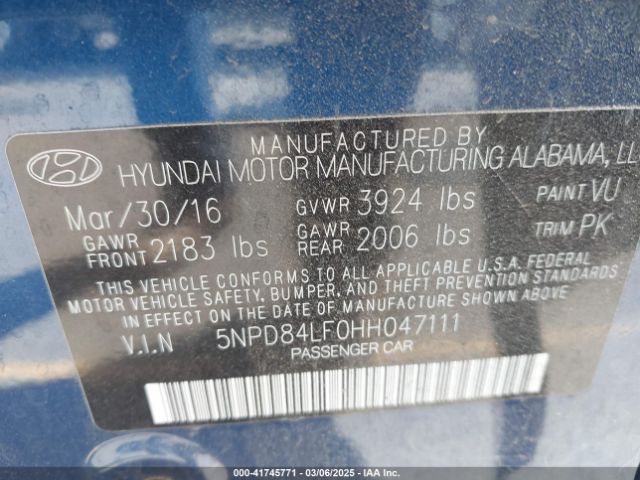 MANUFACTURED BY
HYUNDAI MOTOR MANUFACTURING ALABAMA, LL
Mar/30/16 GVWR 3924 lbs PAINT VU
GAWR FRONT 2183 lbs GAWR REAR 2006 lbs TRIM PK
THIS VEHICLE CONFORMS TO ALL APPLICABLE U.S.A. FEDERAL
MOTOR VEHICLE SAFETY, BUMPER, AND THEFT PREVENTION STANDARDS
IN EFFECT ON THE DATE OF MANUFACTURE SHOWN ABOVE.
V.I.N 5NPD84LF0HH047111
PASSENGER CAR
000-41745771 | 03/06/2025 | IAA Inc.